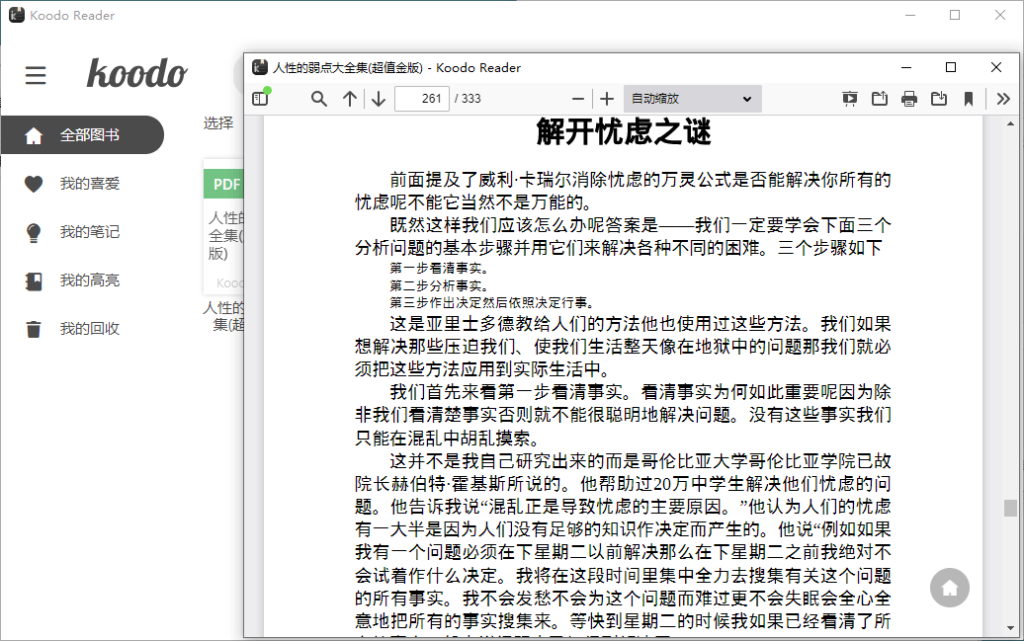 Koodo Reader
koodo
全部图书
我的喜爱
我的笔记
我的高亮
我的回收
选择
PDF
人性的
全集(
版)
Kood
人性的
集(超
人性的弱点大全集(超值金版) - Koodo Reader
261 / 333
自动缩放
解开忧虑之谜
前面提及了威利·卡瑞尔消除忧虑的万灵公式是否能解决你所有的
忧虑呢不能它当然不是万能的。
既然这样我们应该怎么办呢答案是——我们一定要学会下面三个
分析问题的基本步骤并用它们来解决各种不同的困难。三个步骤如下
第一步看清事实。
第二步分析事实。
第三步作出决定然后依照决定行事。
这是亚里士多德教给人们的方法他也使用过这些方法。我们如果
想解决那些压迫我们、使我们生活整天像在地狱中的问题那我们就必
须把这些方法应用到实际生活中。
我们首先来看第一步看清事实。看清事实为何如此重要呢因为除
非我们看清楚事实否则就不能很聪明地解决问题。没有这些事实我们
只能在混乱中胡乱摸索。
这并不是我自己研究出来的而是哥伦比亚大学哥伦比亚学院已故
院长赫伯特·霍基斯所说的。他帮助过20万中学生解决他们忧虑的问
题。他告诉我说“混乱正是导致忧虑的主要原因。”他认为人们的忧虑
有一大半是因为人们没有足够的知识作决定而产生的。他说“例如如果
我有一个问题必须在下星期二以前解决那么在下星期二之前我绝对不
会试着作什么决定。我将在这段时间里集中全力去搜集有关这个问题
的所有事实。我不会发愁不会为这个问题而难过更不会失眠会全心全
意地把所有的事实搜集来。等快到星期二的时候我如果已经看清了所